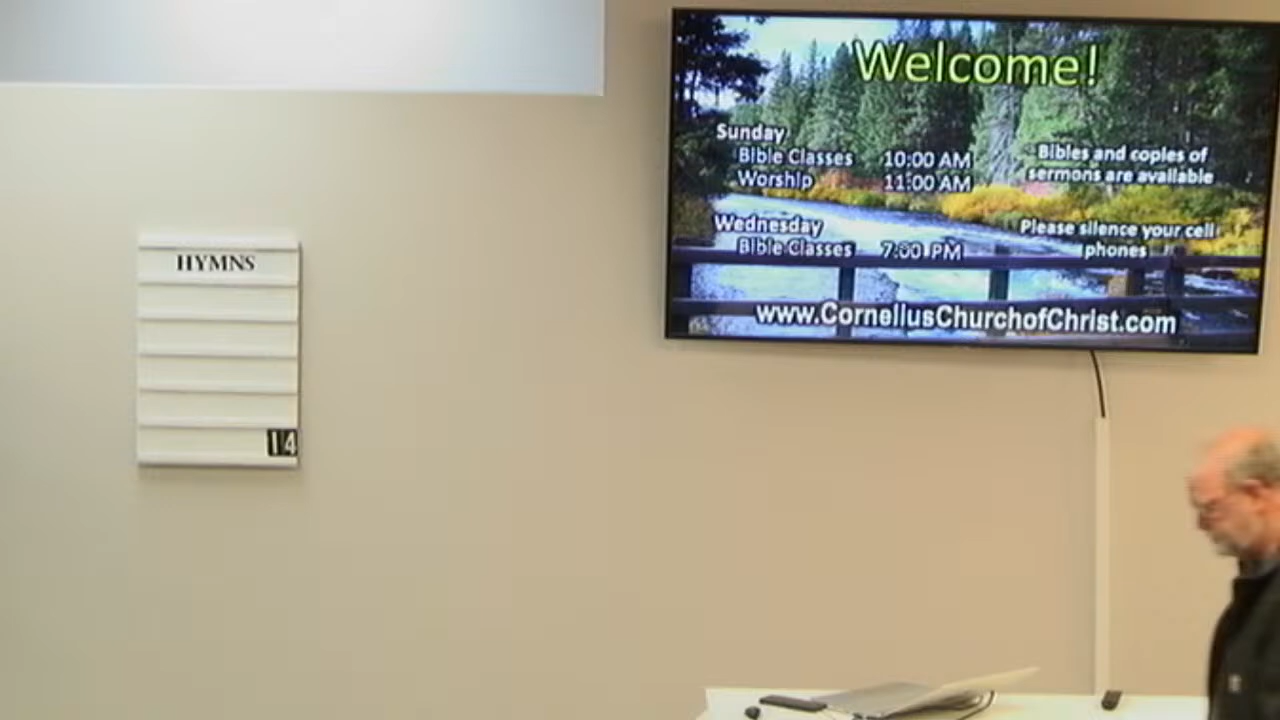 Welcome!
Sunday
Bible Classes 10:00 AM
Worship 11:00 AM
Bibles and copies of
sermons are available
Wednesday
Bible Classes 7:00 PM
Please silence your cell
phones
www.CorneliusChurchofChrist.com
HYMNS
14